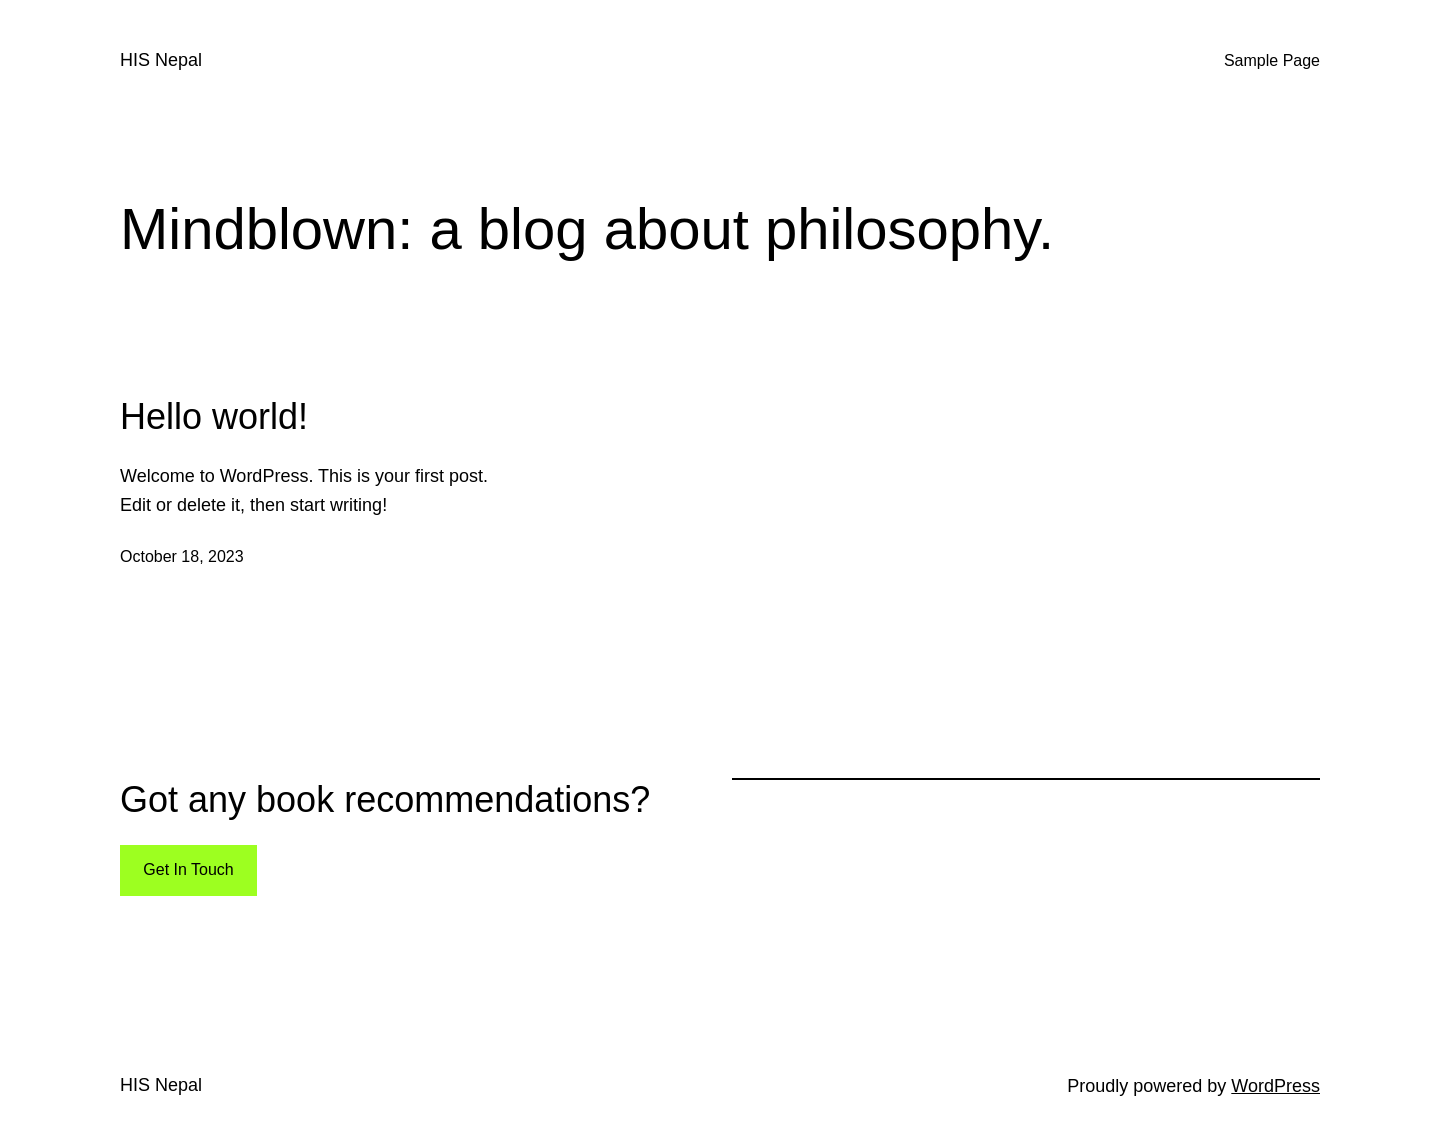 HIS Nepal
Sample Page
Mindblown: a blog about philosophy.
Hello world!
Welcome to WordPress. This is your first post.
Edit or delete it, then start writing!
October 18, 2023
Got any book recommendations?
Get In Touch
HIS Nepal
Proudly powered by WordPress